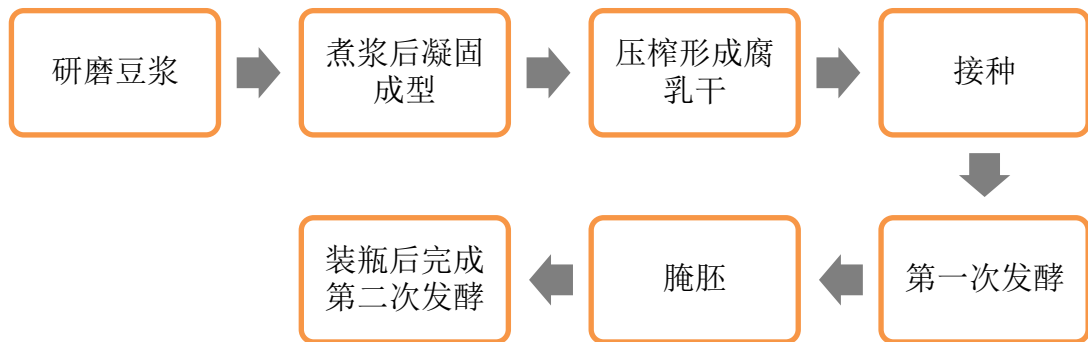 研磨豆浆
煮浆后凝固
成型
压榨形成腐
乳干
接种
第一次发酵
腌胚
装瓶后完成
第二次发酵